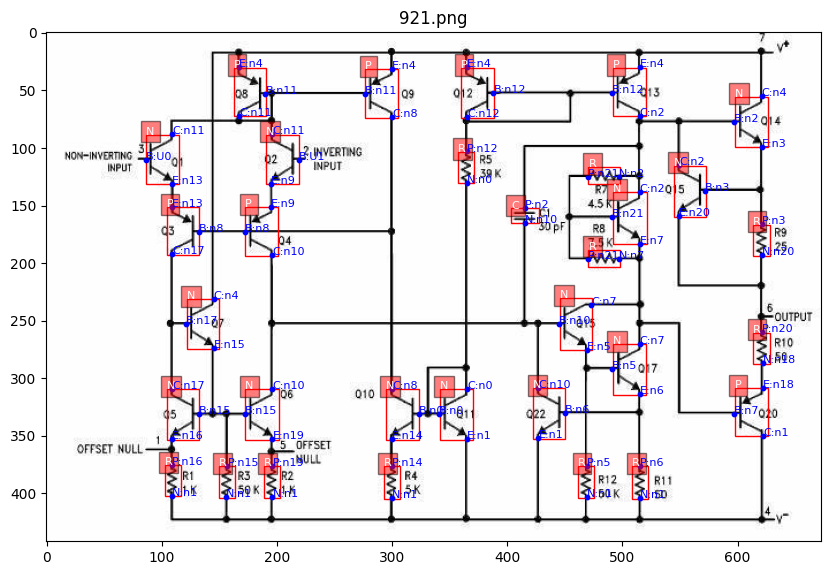 921.png
0
50
100
150
200
250
300
350
400
0
100
200
300
400
500
600
7
V+
P
E:n4
B:n11
C:n11
Q8
P
E:n4
B:n11
C:n8
Q9
P
E:n4
B:n12
C:n12
Q12
P
E:n4
B:n12
C:n2
Q13
N
C:n4
B:n2
E:n3
Q14
NON-INVERTING
INPUT
3
N
C:n11
B:U0
E:n13
Q1
N
C:n11
B:U1
E:n9
Q2
2 INVERTING
INPUT
R
P:n12
N:n0
R5
39 K
P
E:n13
B:n8
C:n17
Q3
P
E:n9
B:n8
C:n10
Q4
C
P:n2
N:n10
C1
30 pF
R
P:n21
N:n2
R7
4.5 K
N
C:n2
B:n21
E:n7
R8
7.5 K
R
P:n21
N:n7
N
C:n2
B:n3
E:n20
Q15
R
P:n3
N:n20
R9
25
N
C:n4
B:n17
E:n15
Q7
N
C:n7
B:n10
E:n5
N
C:n7
B:n5
E:n6
Q17
6
OUTPUT
R
P:n20
N:n18
R10
50
N
C:n17
B:n15
E:n16
Q5
N
C:n10
B:n15
E:n19
Q6
Q10
N
C:n8
E:n14
N
C:n0
B:n0
E:n1
Q11
N
C:n10
B:n6
E:n1
Q22
P
E:n18
B:n7
C:n1
Q20
OFFSET NULL
1
5
OFFSET
NULL
R
P:n16
N:n1
R1
1 K
R
P:n15
N:n1
R3
50 K
R
P:n19
N:n1
R2
1 K
R
P:n14
N:n1
R4
5 K
R
P:n5
R12
R
P:n6
R11
50
4
V−